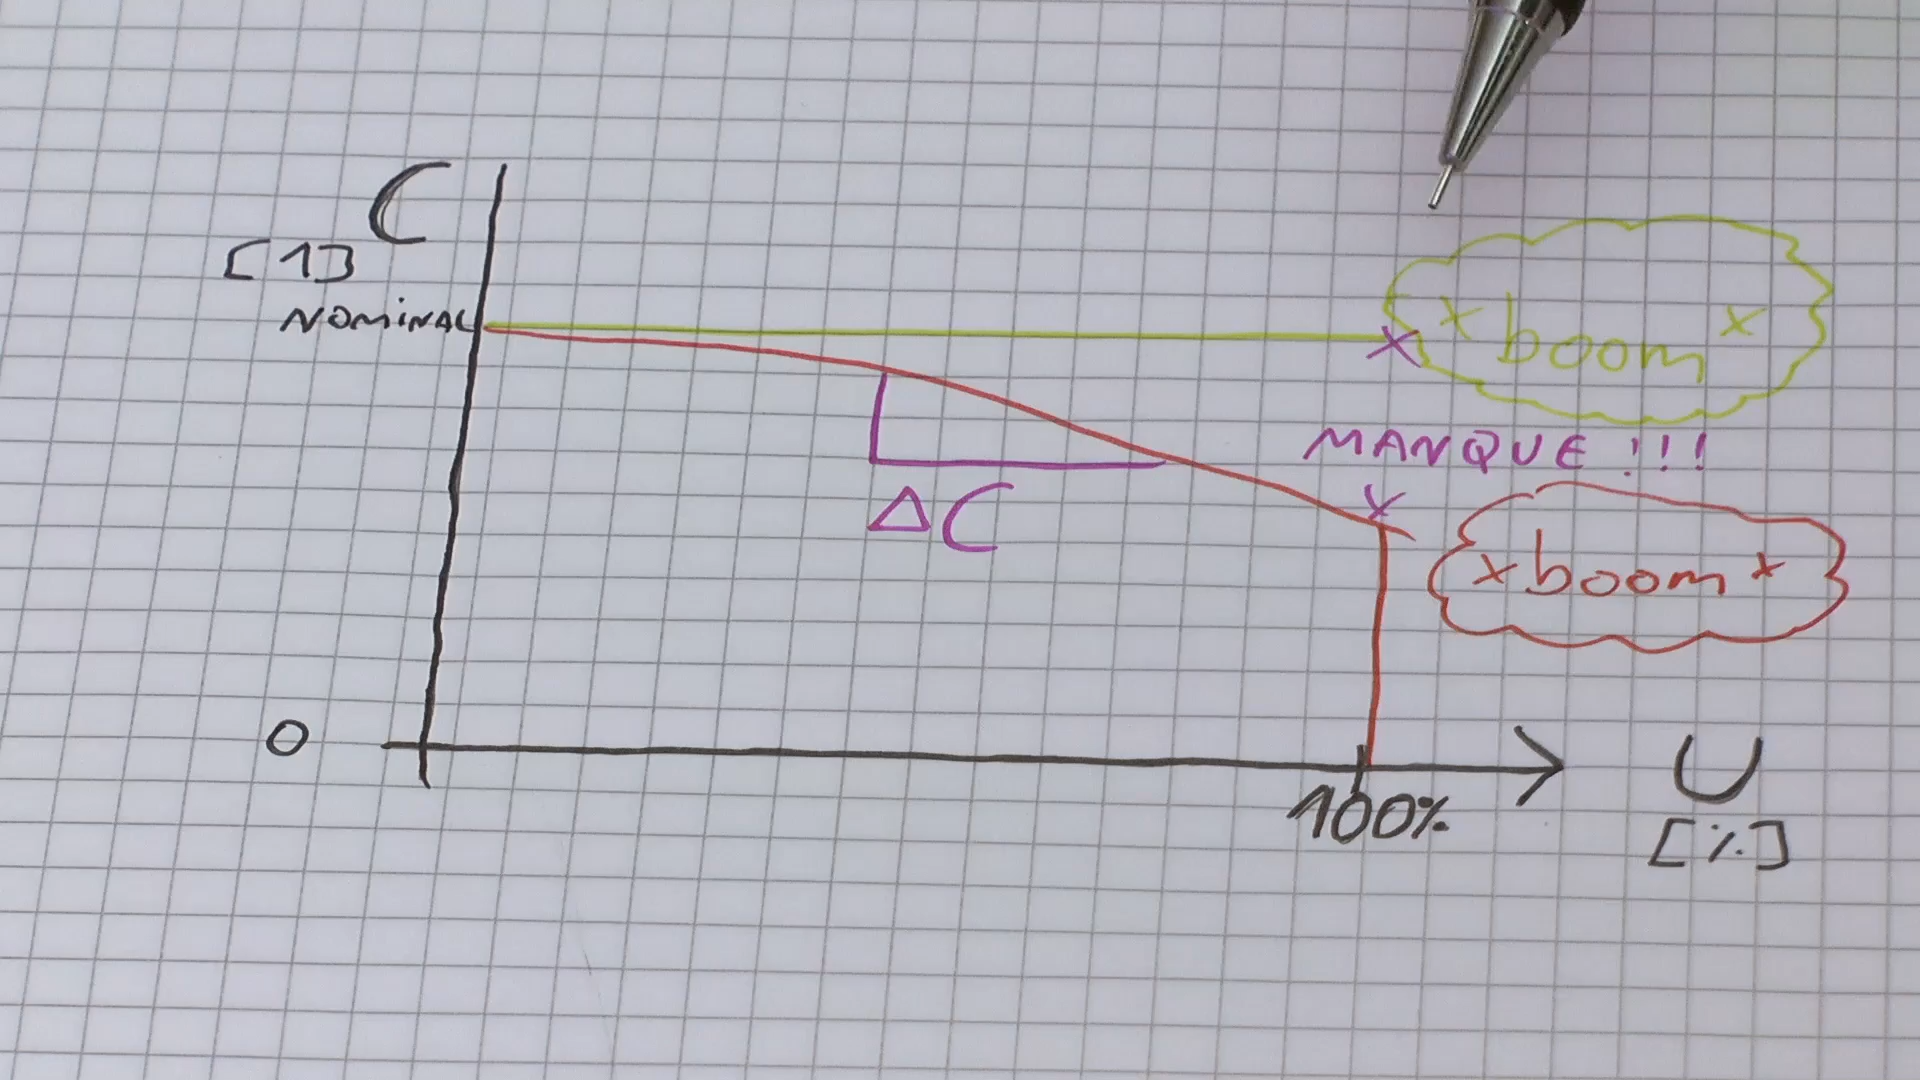 C
[1]
NOMINAL
x boom x
MANQUE !!!
ΔC
x boom x
0
100%
U
[%]